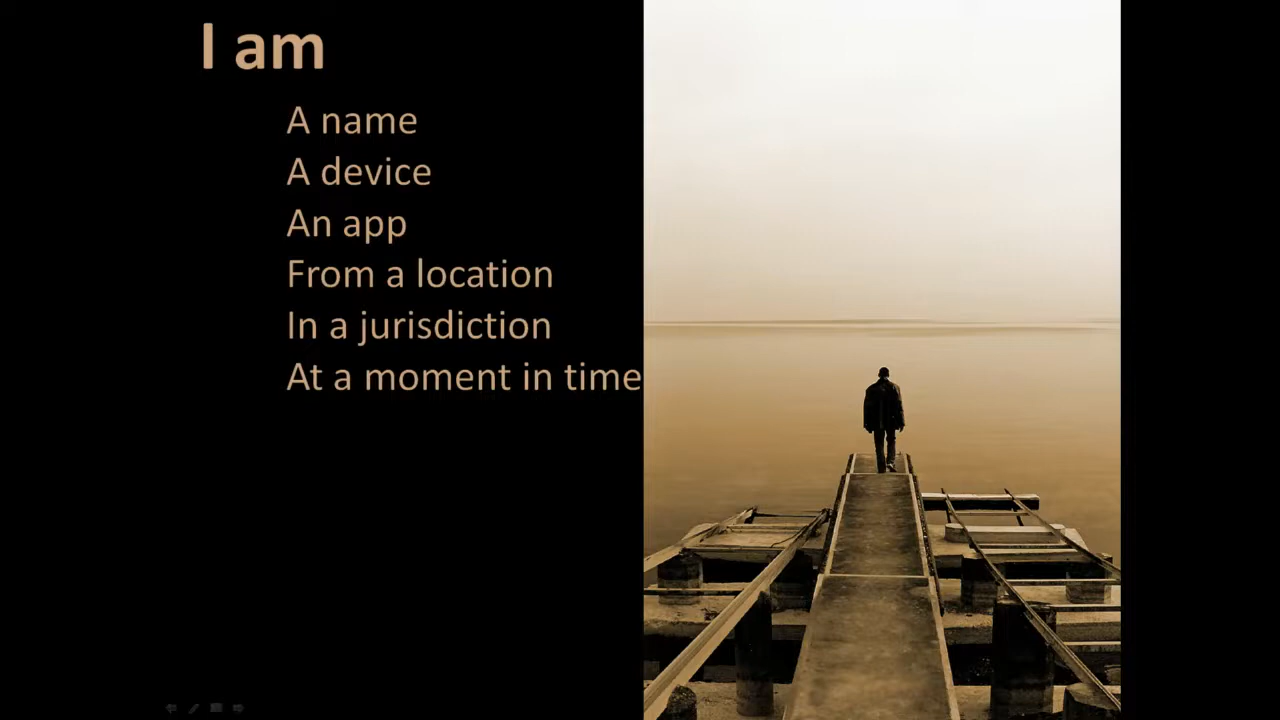 I am
A name
A device
An app
From a location
In a jurisdiction
At a moment in time